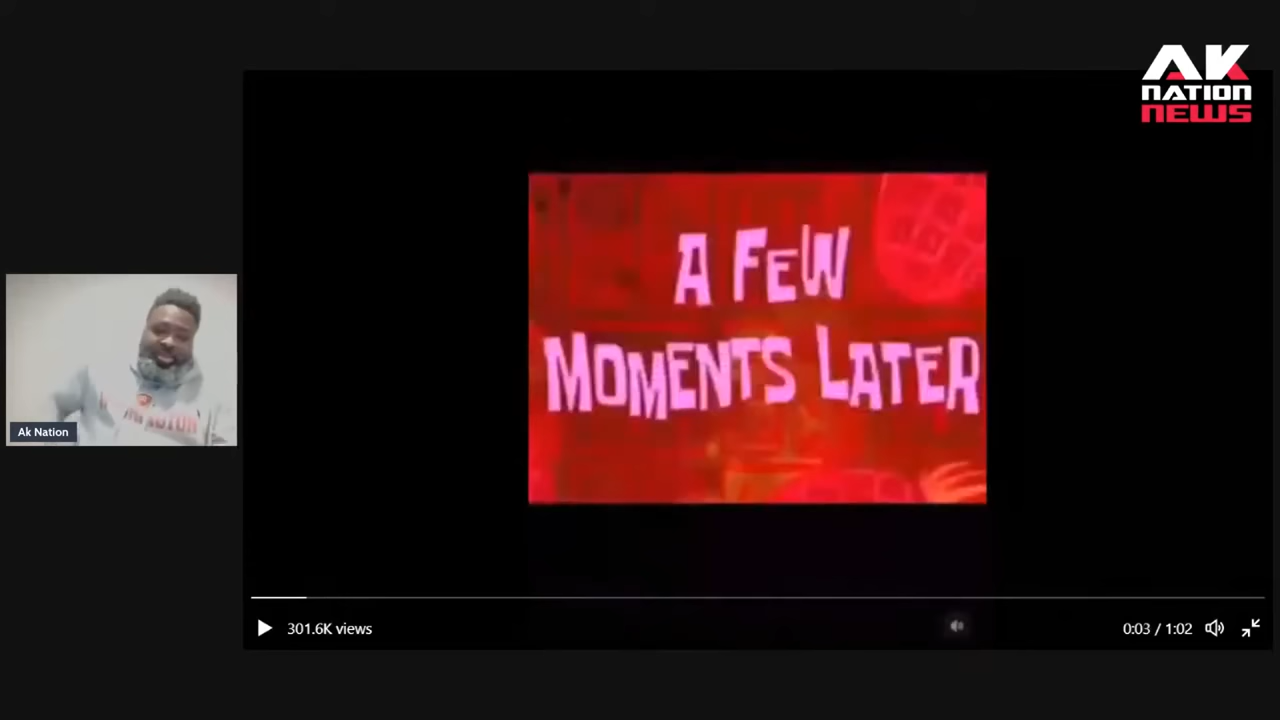 AK
NATION
NEWS
A FEW
MOMENTS LATER
Ak Nation
301.6K views
0:03 / 1:02